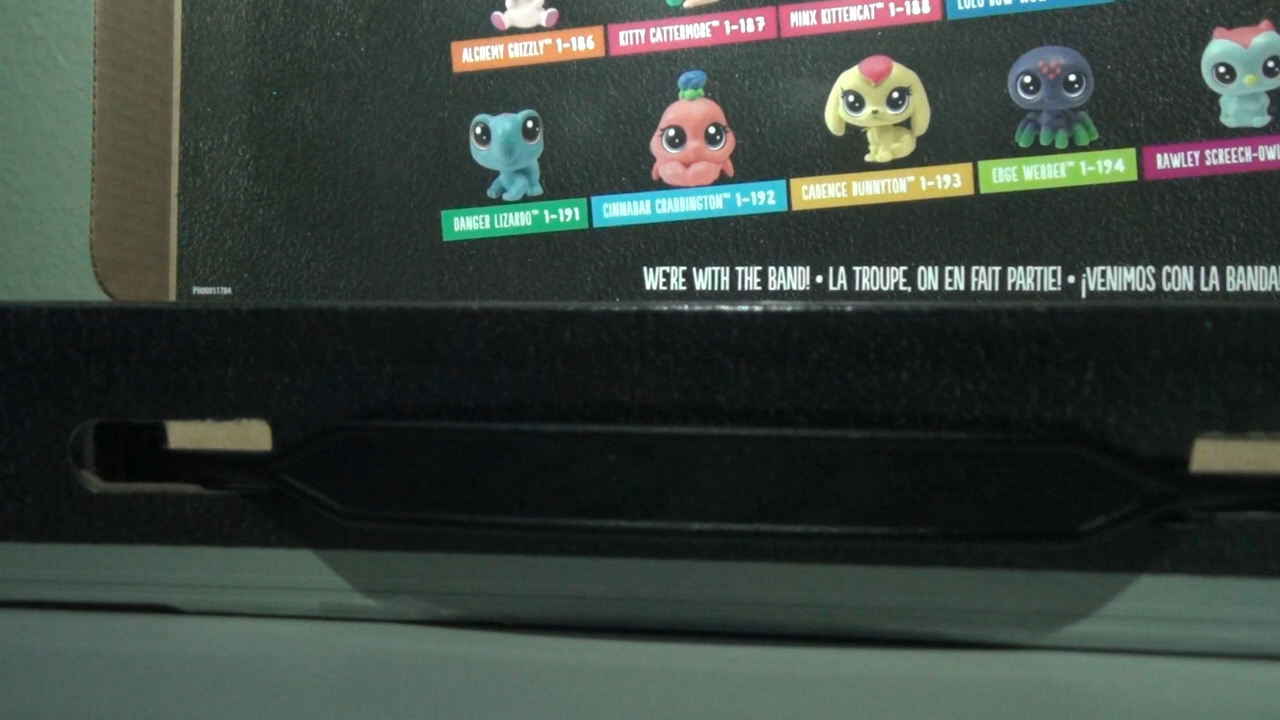 ALCHEMY GRIZZLY™ 1-186
KITTY CATTERMORE™ 1-187
MINX KITTENCAT™ 1-188
DANGER LIZARDO™ 1-191
CINNABAR CRABBINGTON™ 1-192
CADENCE BUNNYTON™ 1-193
EDGE WEBBER™ 1-194
RAWLEY SCREECH-OWL
WE'RE WITH THE BAND! • LA TROUPE, ON EN FAIT PARTIE! • ¡VENIMOS CON LA BANDA!